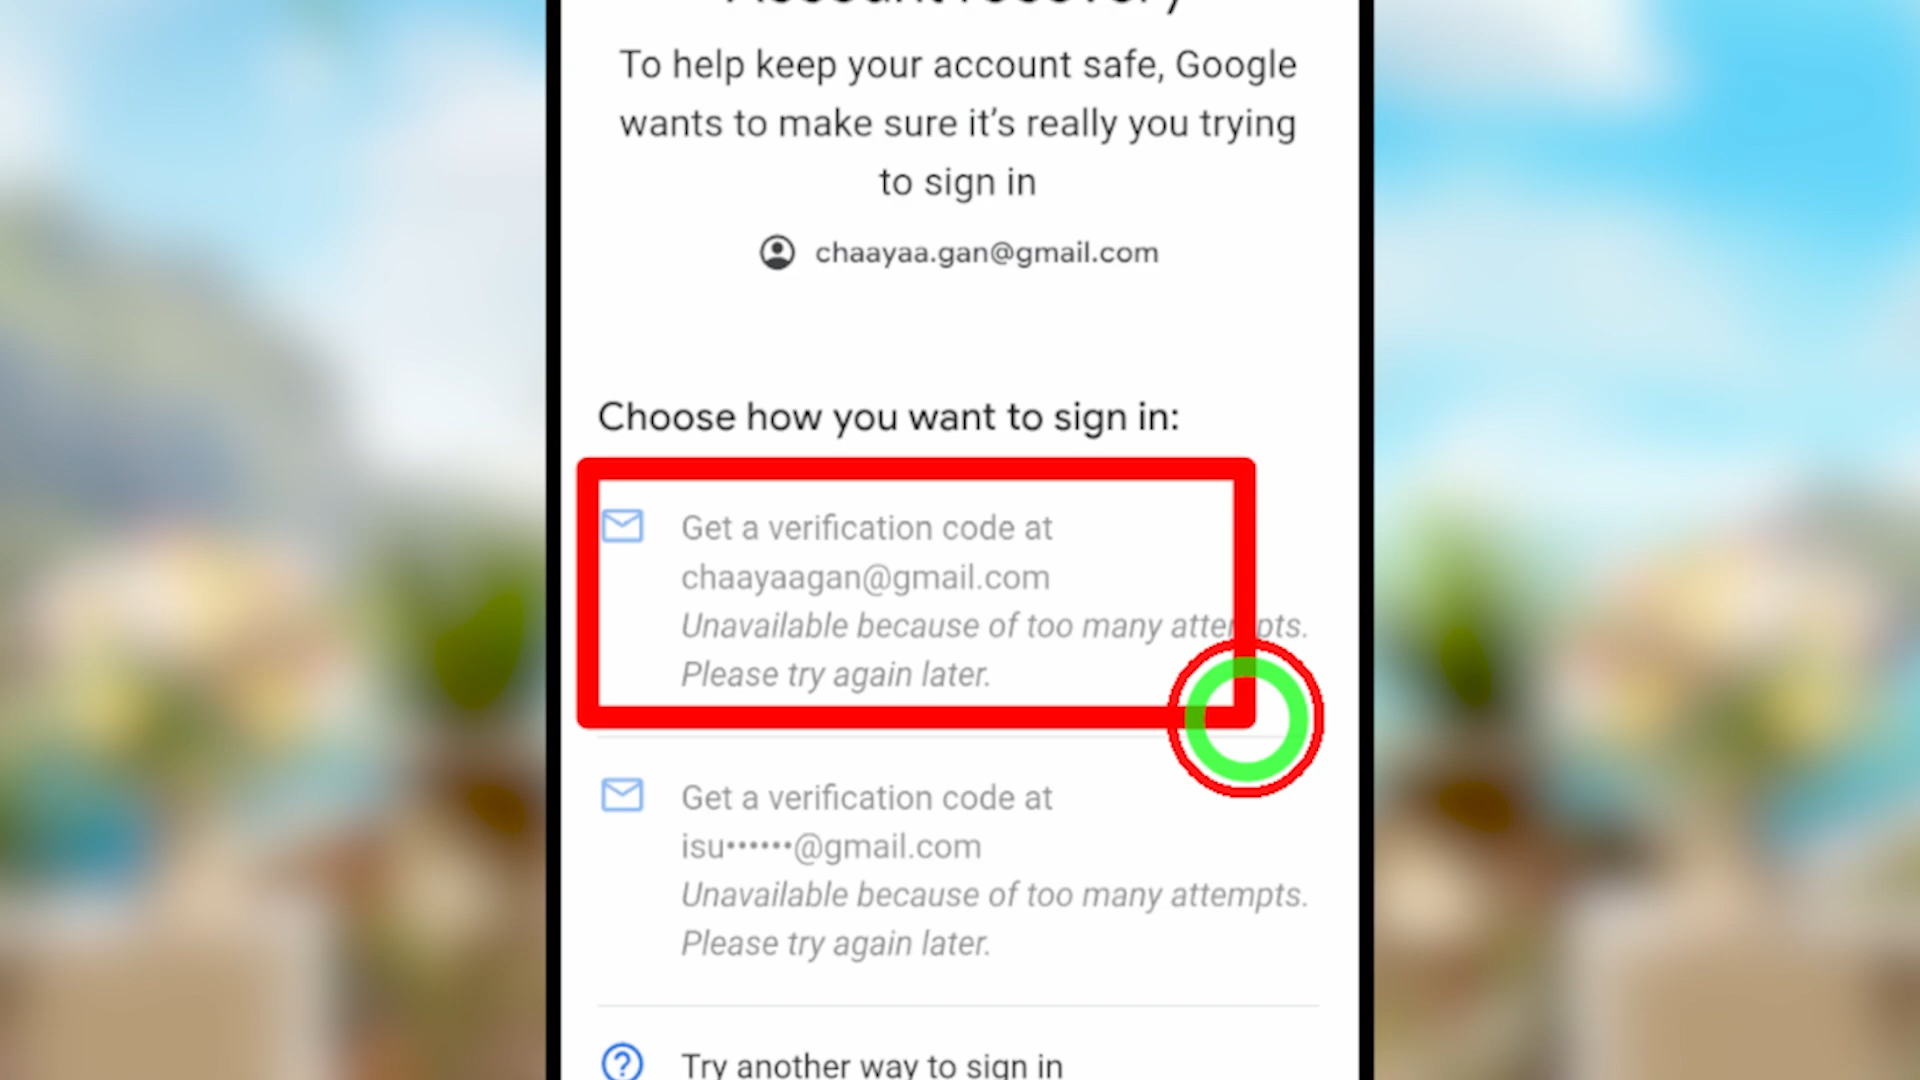 Account recovery
To help keep your account safe, Google
wants to make sure it’s really you trying
to sign in
chaayaa.gan@gmail.com
Choose how you want to sign in:
Get a verification code at
chaayaagan@gmail.com
Unavailable because of too many attempts.
Please try again later.
Get a verification code at
isu••••••@gmail.com
Unavailable because of too many attempts.
Please try again later.
Try another way to sign in